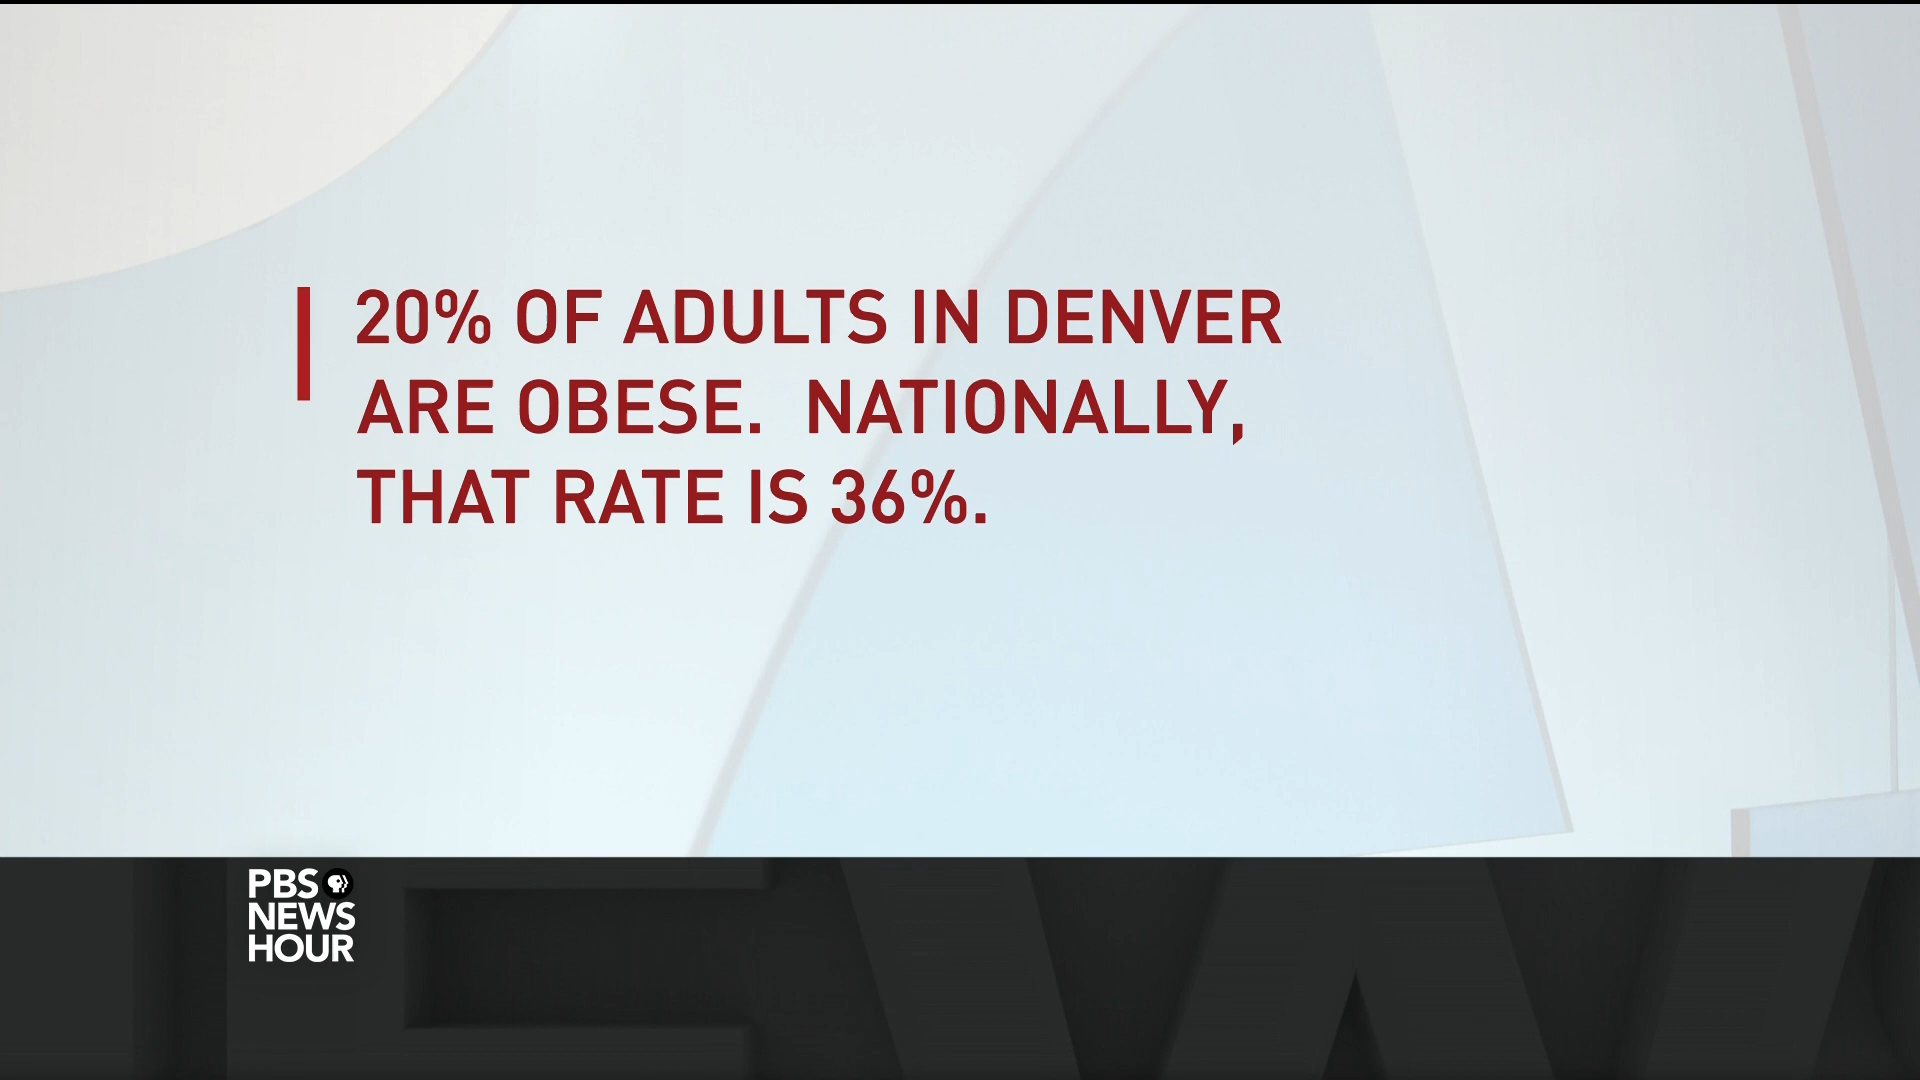 20% OF ADULTS IN DENVER
ARE OBESE. NATIONALLY,
THAT RATE IS 36%.
PBS
NEWS
HOUR